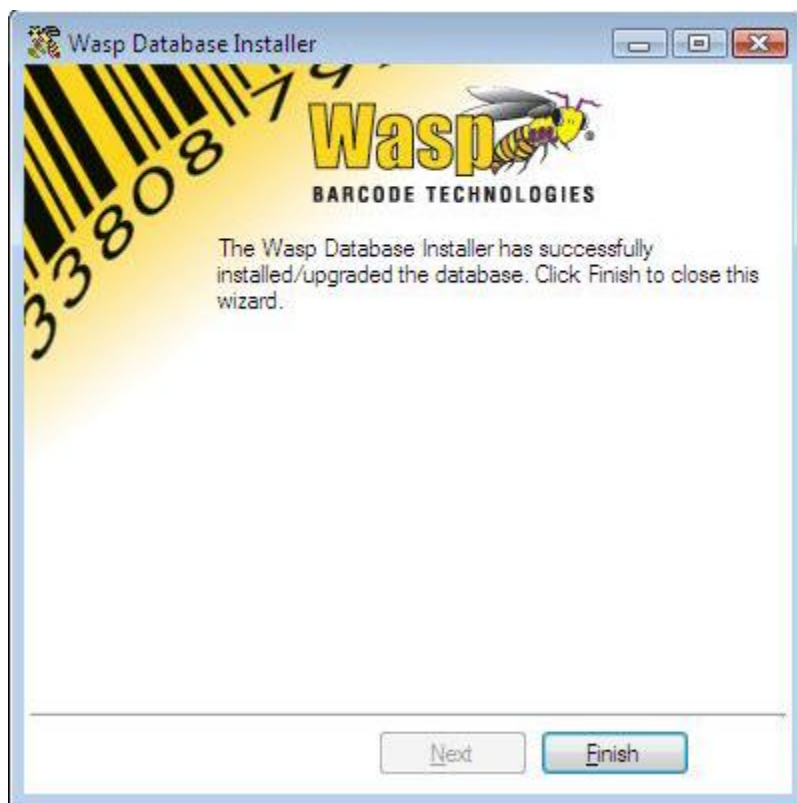 Wasp Database Installer
Wasp
BARCODE TECHNOLOGIES
33808
The Wasp Database Installer has successfully
installed/upgraded the database. Click Finish to close this
wizard.
Next
Finish